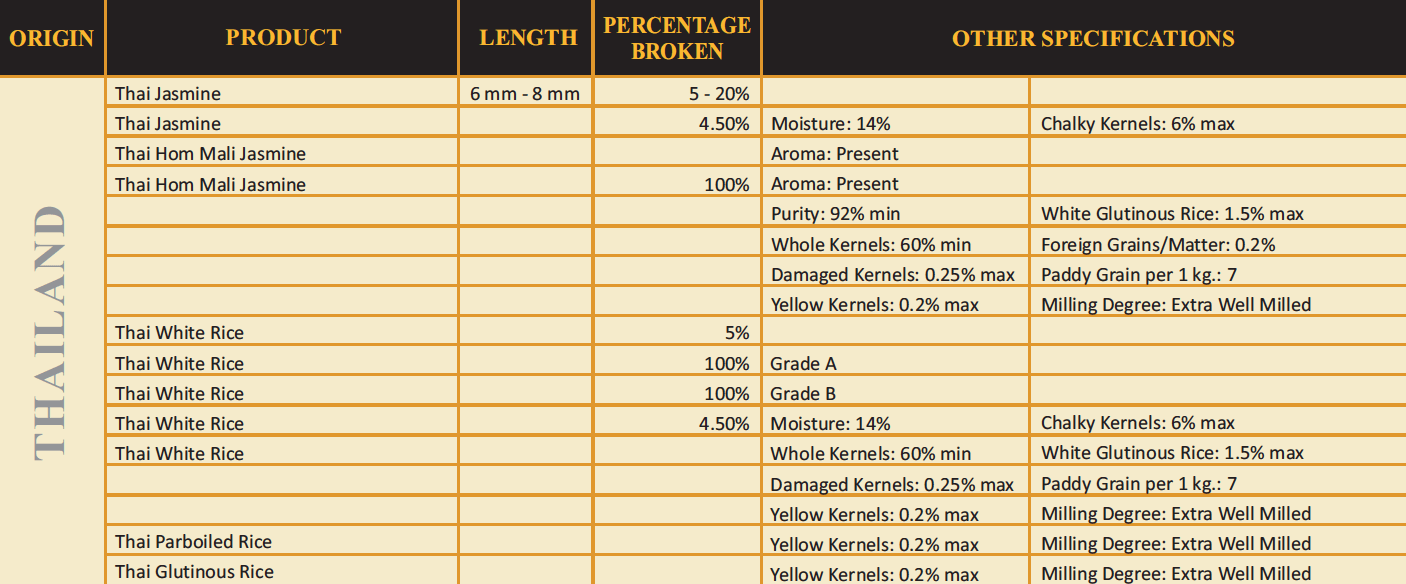 ORIGIN PRODUCT LENGTH PERCENTAGE BROKEN OTHER SPECIFICATIONS
THAILAND
Thai Jasmine 6 mm - 8 mm 5 - 20%
Thai Jasmine 4.50% Moisture: 14% Chalky Kernels: 6% max
Thai Hom Mali Jasmine Aroma: Present
Thai Hom Mali Jasmine 100% Aroma: Present
Purity: 92% min White Glutinous Rice: 1.5% max
Whole Kernels: 60% min Foreign Grains/Matter: 0.2%
Damaged Kernels: 0.25% max Paddy Grain per 1 kg.: 7
Yellow Kernels: 0.2% max Milling Degree: Extra Well Milled
Thai White Rice 5%
Thai White Rice 100% Grade A
Thai White Rice 100% Grade B
Thai White Rice 4.50% Moisture: 14% Chalky Kernels: 6% max
Thai White Rice Whole Kernels: 60% min White Glutinous Rice: 1.5% max
Damaged Kernels: 0.25% max Paddy Grain per 1 kg.: 7
Yellow Kernels: 0.2% max Milling Degree: Extra Well Milled
Thai Parboiled Rice Yellow Kernels: 0.2% max Milling Degree: Extra Well Milled
Thai Glutinous Rice Yellow Kernels: 0.2% max Milling Degree: Extra Well Milled